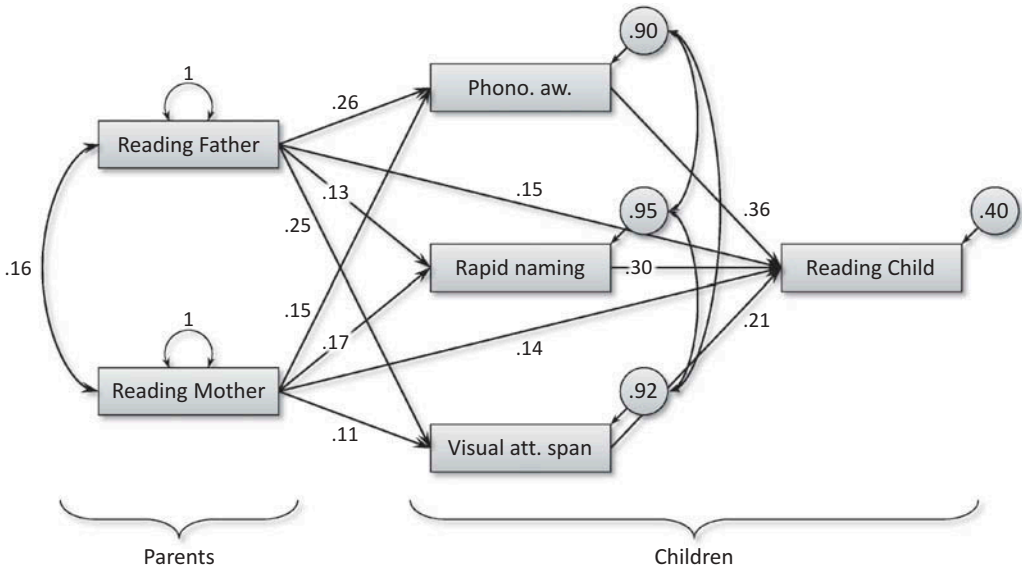 .90
1
Phono. aw.
.26
Reading Father
.15
.13
.95
.36
.40
.25
.16
Rapid naming
.30
Reading Child
.15
1
.17
.21
.14
Reading Mother
.92
.11
Visual att. span
Parents
Children